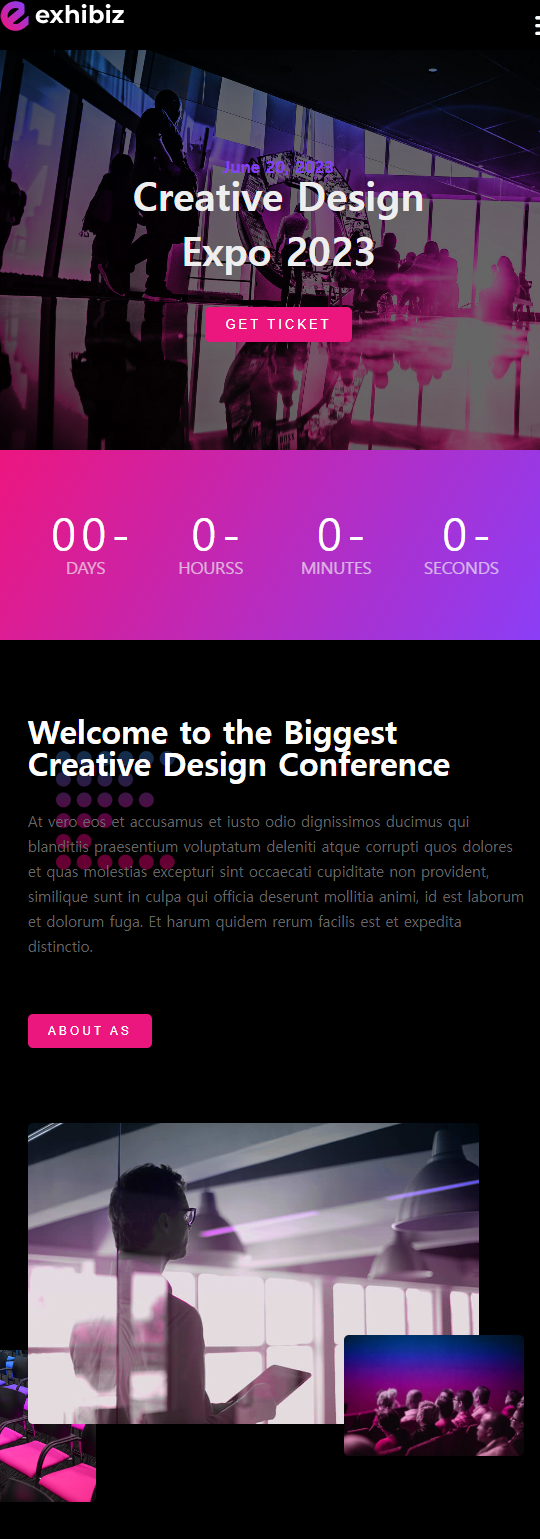 exhibiz
June 20, 2023
Creative Design
Expo 2023
GET TICKET
00- 0- 0- 0-
DAYS HOURSS MINUTES SECONDS
Welcome to the Biggest
Creative Design Conference
At vero eos et accusamus et iusto odio dignissimos ducimus qui
blanditiis praesentium voluptatum deleniti atque corrupti quos dolores
et quas molestias excepturi sint occaecati cupiditate non provident,
similique sunt in culpa qui officia deserunt mollitia animi, id est laborum
et dolorum fuga. Et harum quidem rerum facilis est et expedita
distinctio.
ABOUT AS